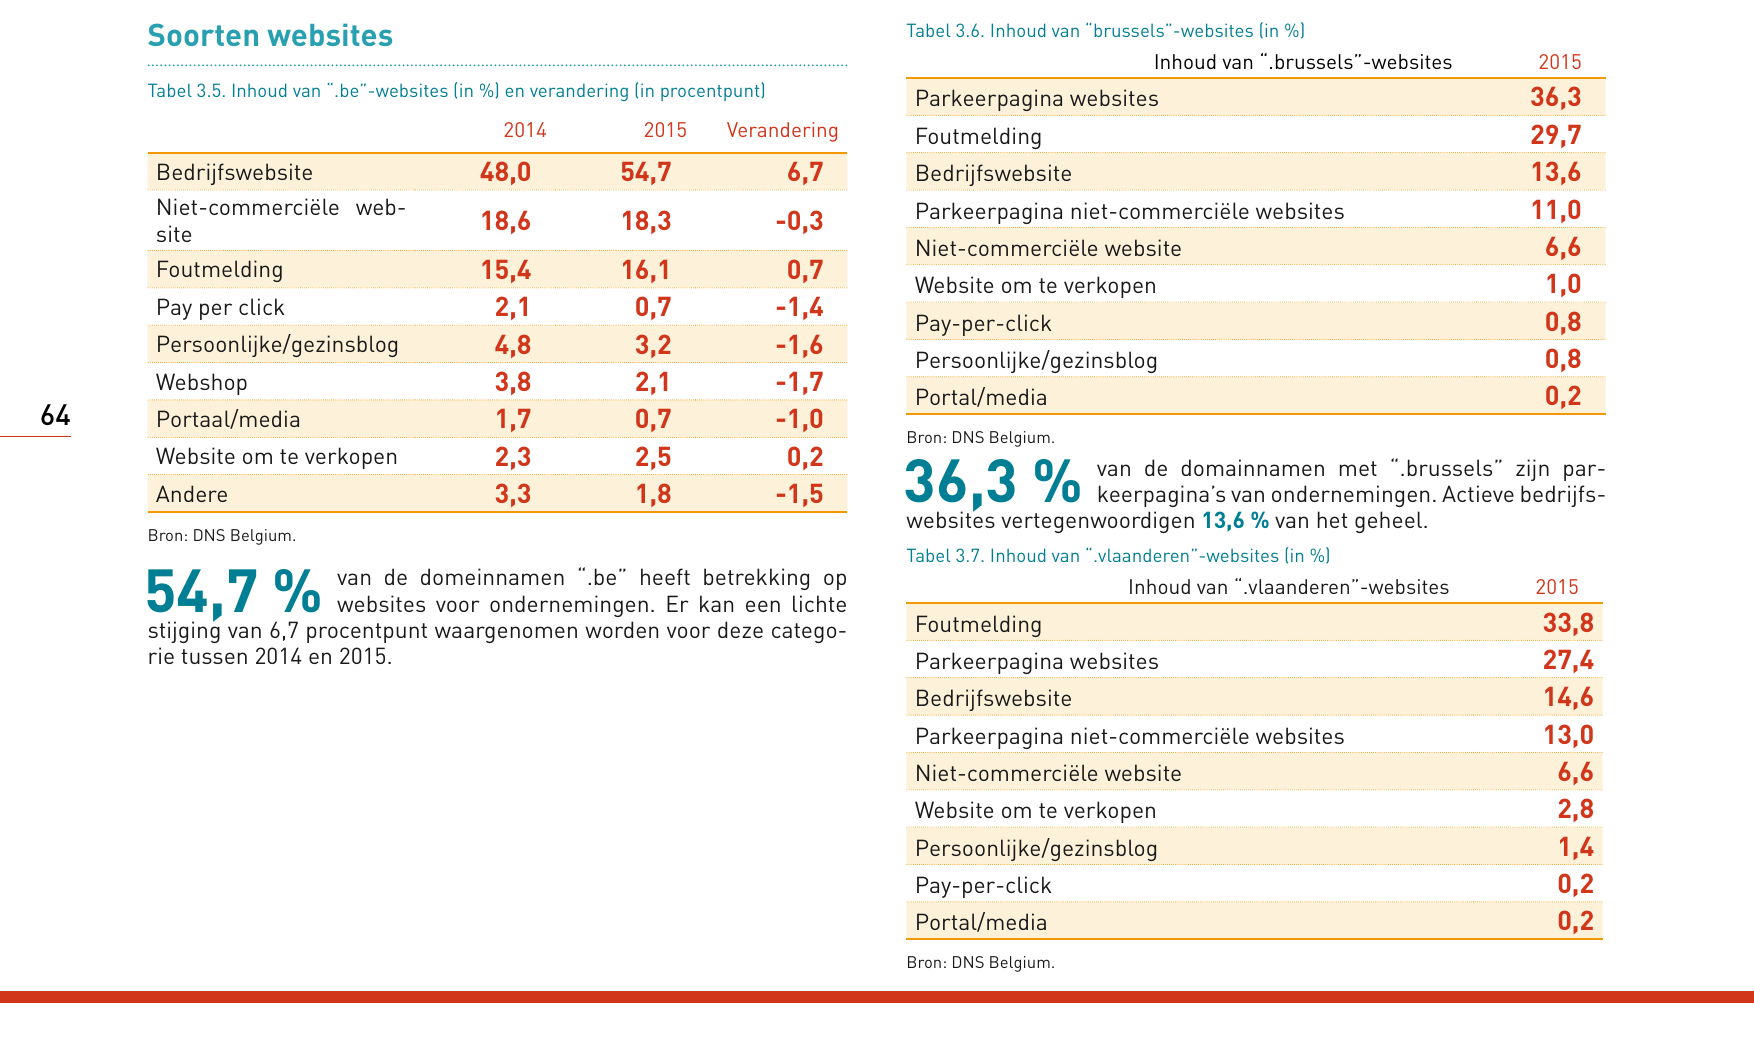 Soorten websites
Tabel 3.5. Inhoud van “.be”-websites (in %) en verandering (in procentpunt)
2014 2015 Verandering
Bedrijfswebsite 48,0 54,7 6,7
Niet-commerciële web-
site 18,6 18,3 -0,3
Foutmelding 15,4 16,1 0,7
Pay per click 2,1 0,7 -1,4
Persoonlijke/gezinsblog 4,8 3,2 -1,6
Webshop 3,8 2,1 -1,7
Portaal/media 1,7 0,7 -1,0
Website om te verkopen 2,3 2,5 0,2
Andere 3,3 1,8 -1,5
Bron: DNS Belgium.
54,7 % van de domeinnamen “.be” heeft betrekking op
websites voor ondernemingen. Er kan een lichte
stijging van 6,7 procentpunt waargenomen worden voor deze catego-
rie tussen 2014 en 2015.
64
Tabel 3.6. Inhoud van “brussels”-websites (in %)
Inhoud van “.brussels”-websites 2015
Parkeerpagina websites 36,3
Foutmelding 29,7
Bedrijfswebsite 13,6
Parkeerpagina niet-commerciële websites 11,0
Niet-commerciële website 6,6
Website om te verkopen 1,0
Pay-per-click 0,8
Persoonlijke/gezinsblog 0,8
Portal/media 0,2
Bron: DNS Belgium.
36,3 % van de domainnamen met “.brussels” zijn par-
keerpagina’s van ondernemingen. Actieve bedrijfs-
websites vertegenwoordigen 13,6 % van het geheel.
Tabel 3.7. Inhoud van “.vlaanderen”-websites (in %)
Inhoud van “.vlaanderen”-websites 2015
Foutmelding 33,8
Parkeerpagina websites 27,4
Bedrijfswebsite 14,6
Parkeerpagina niet-commerciële websites 13,0
Niet-commerciële website 6,6
Website om te verkopen 2,8
Persoonlijke/gezinsblog 1,4
Pay-per-click 0,2
Portal/media 0,2
Bron: DNS Belgium.